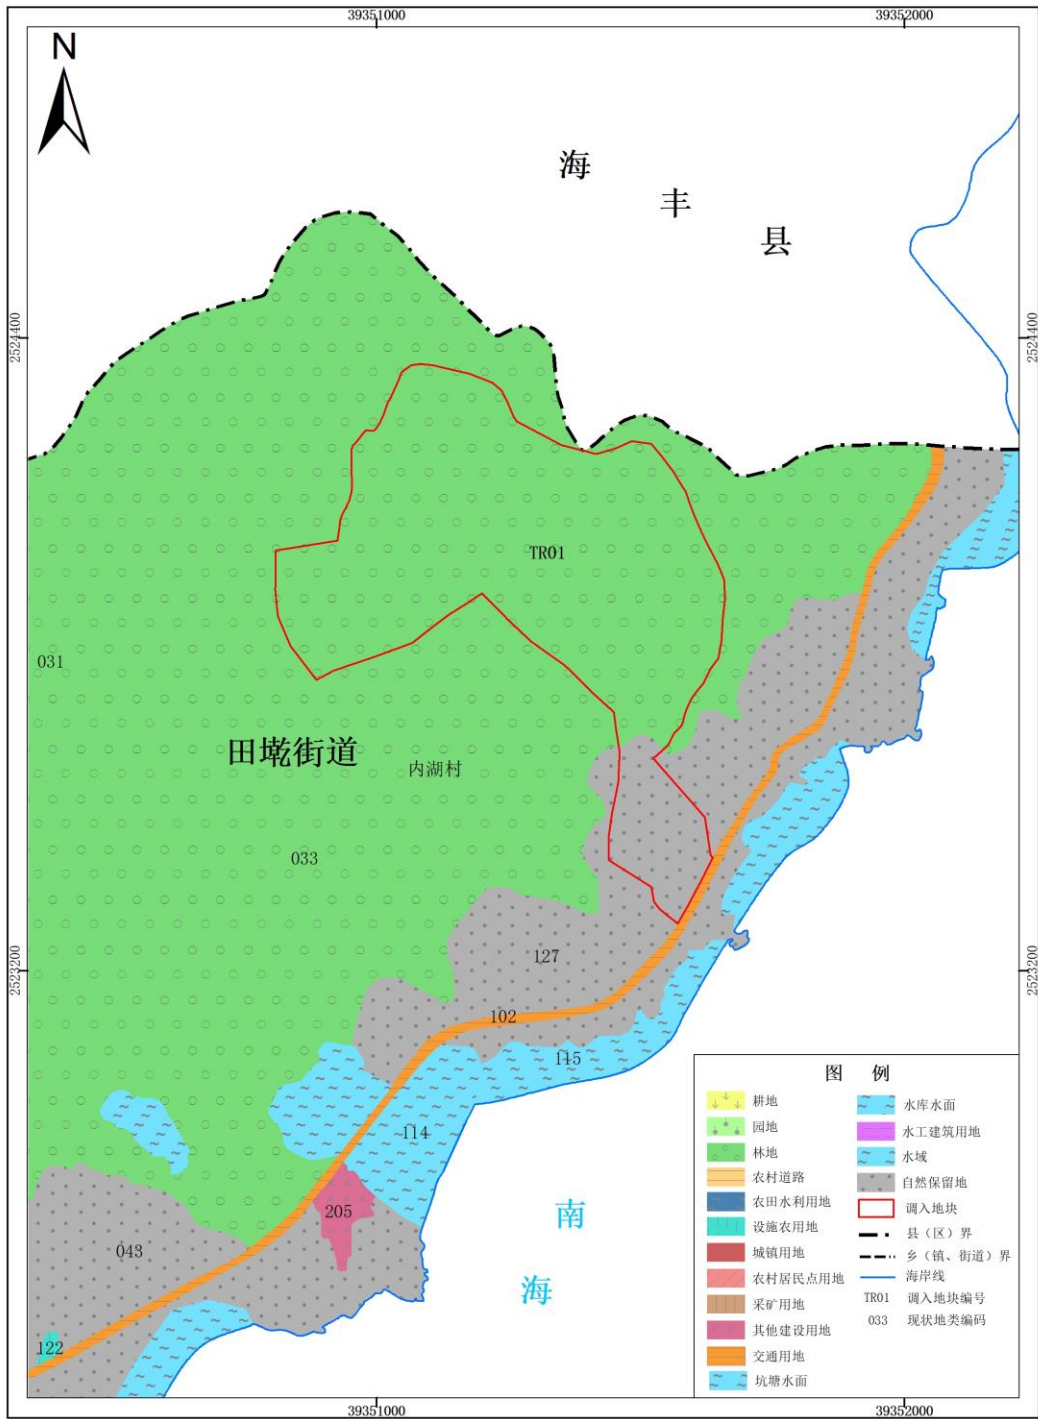 39351000
39352000
N
海
丰
县
2524400
2524400
TR01
031
田墘街道
内湖村
033
127
2523200
2523200
102
115
114
205
043
122
南
海
图 例
耕地
园地
林地
农村道路
农田水利用地
设施农用地
城镇用地
农村居民点用地
采矿用地
其他建设用地
交通用地
坑塘水面
水库水面
水工建筑用地
水域
自然保留地
调入地块
县（区）界
乡（镇、街道）界
海岸线
TR01 调入地块编号
033 现状地类编码
39351000
39352000